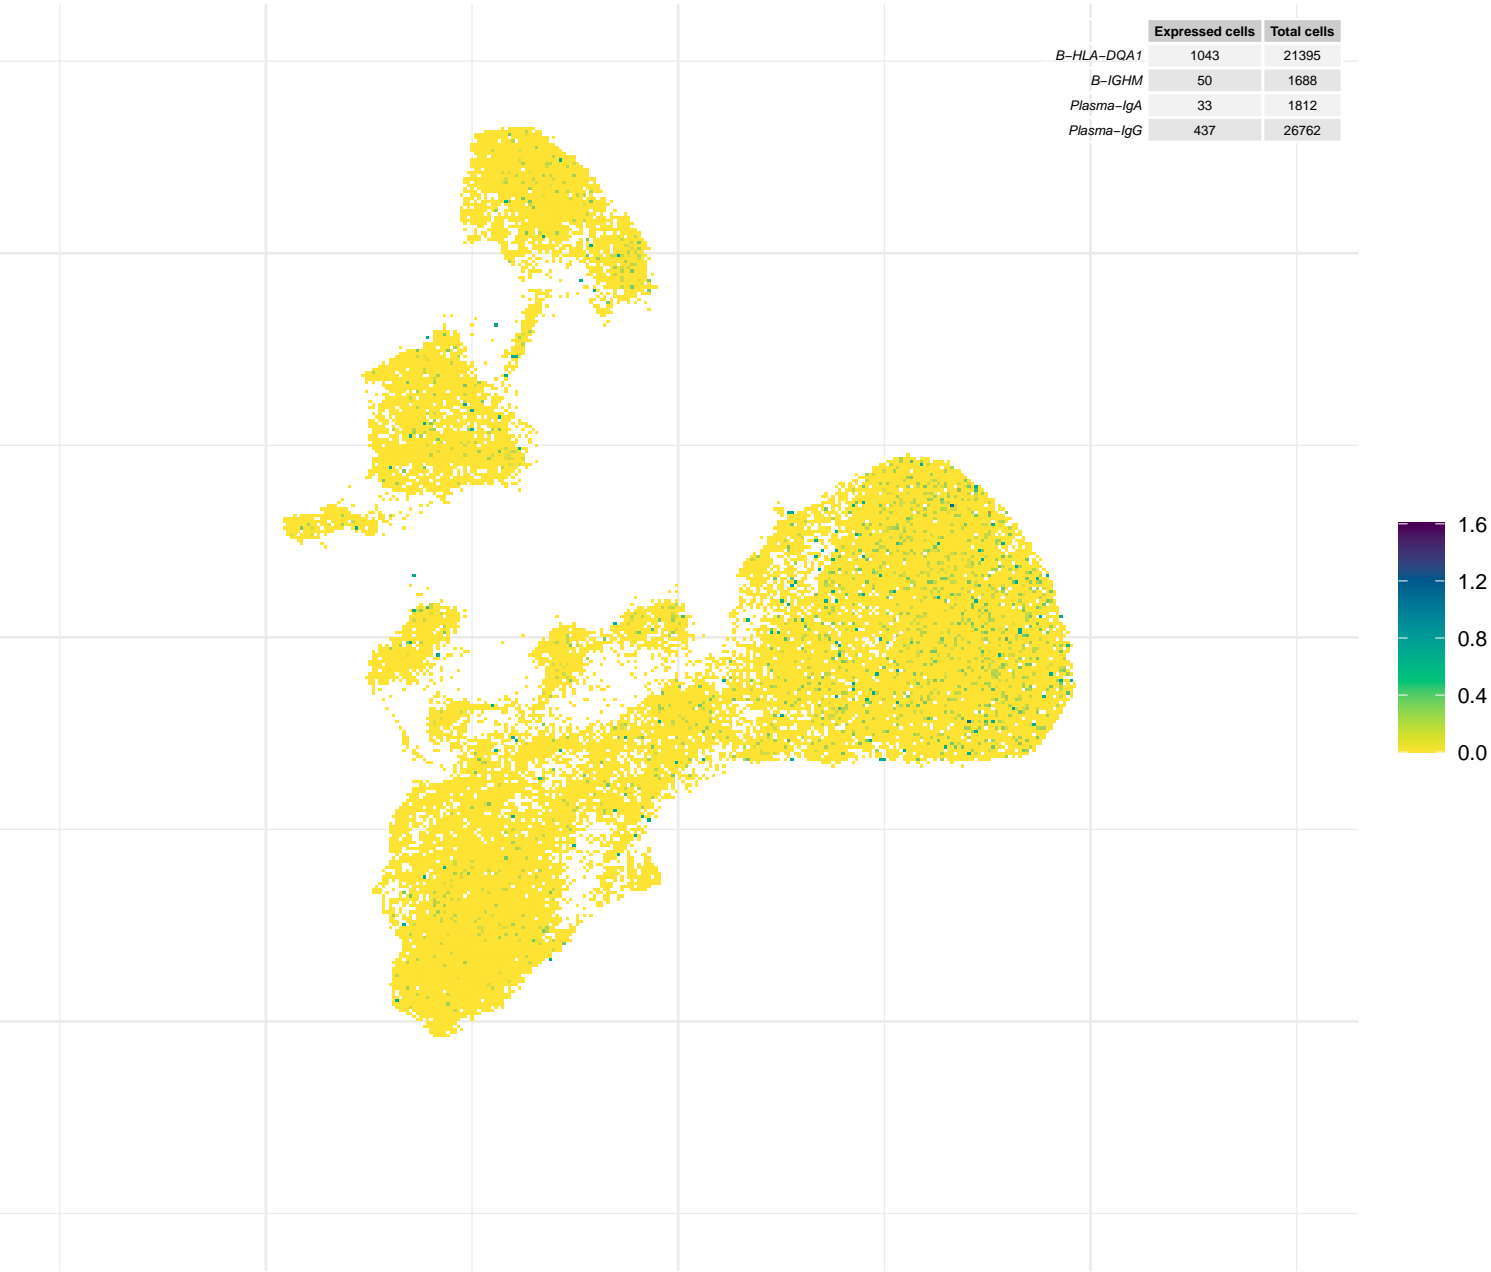 Expressed cells Total cells
B−HLA−DQA1 1043 21395
B−IGHM 50 1688
Plasma−IgA 33 1812
Plasma−IgG 437 26762
1.6
1.2
0.8
0.4
0.0